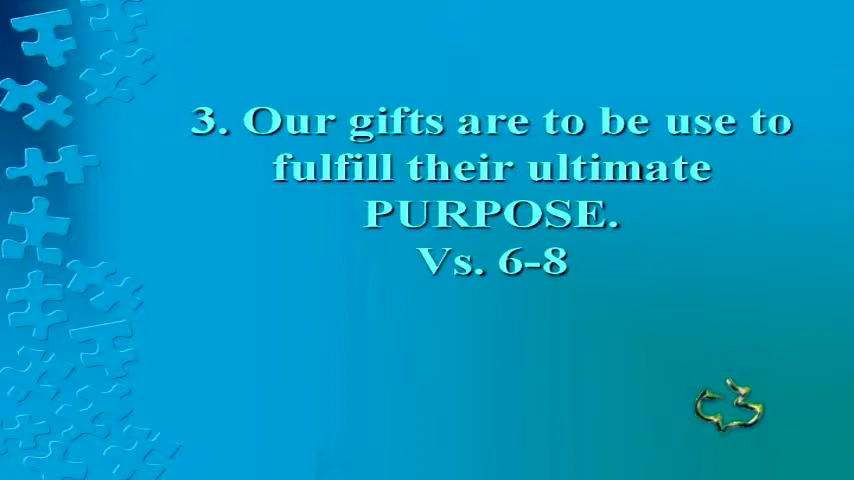 3. Our gifts are to be use to
fulfill their ultimate
PURPOSE.
Vs. 6-8